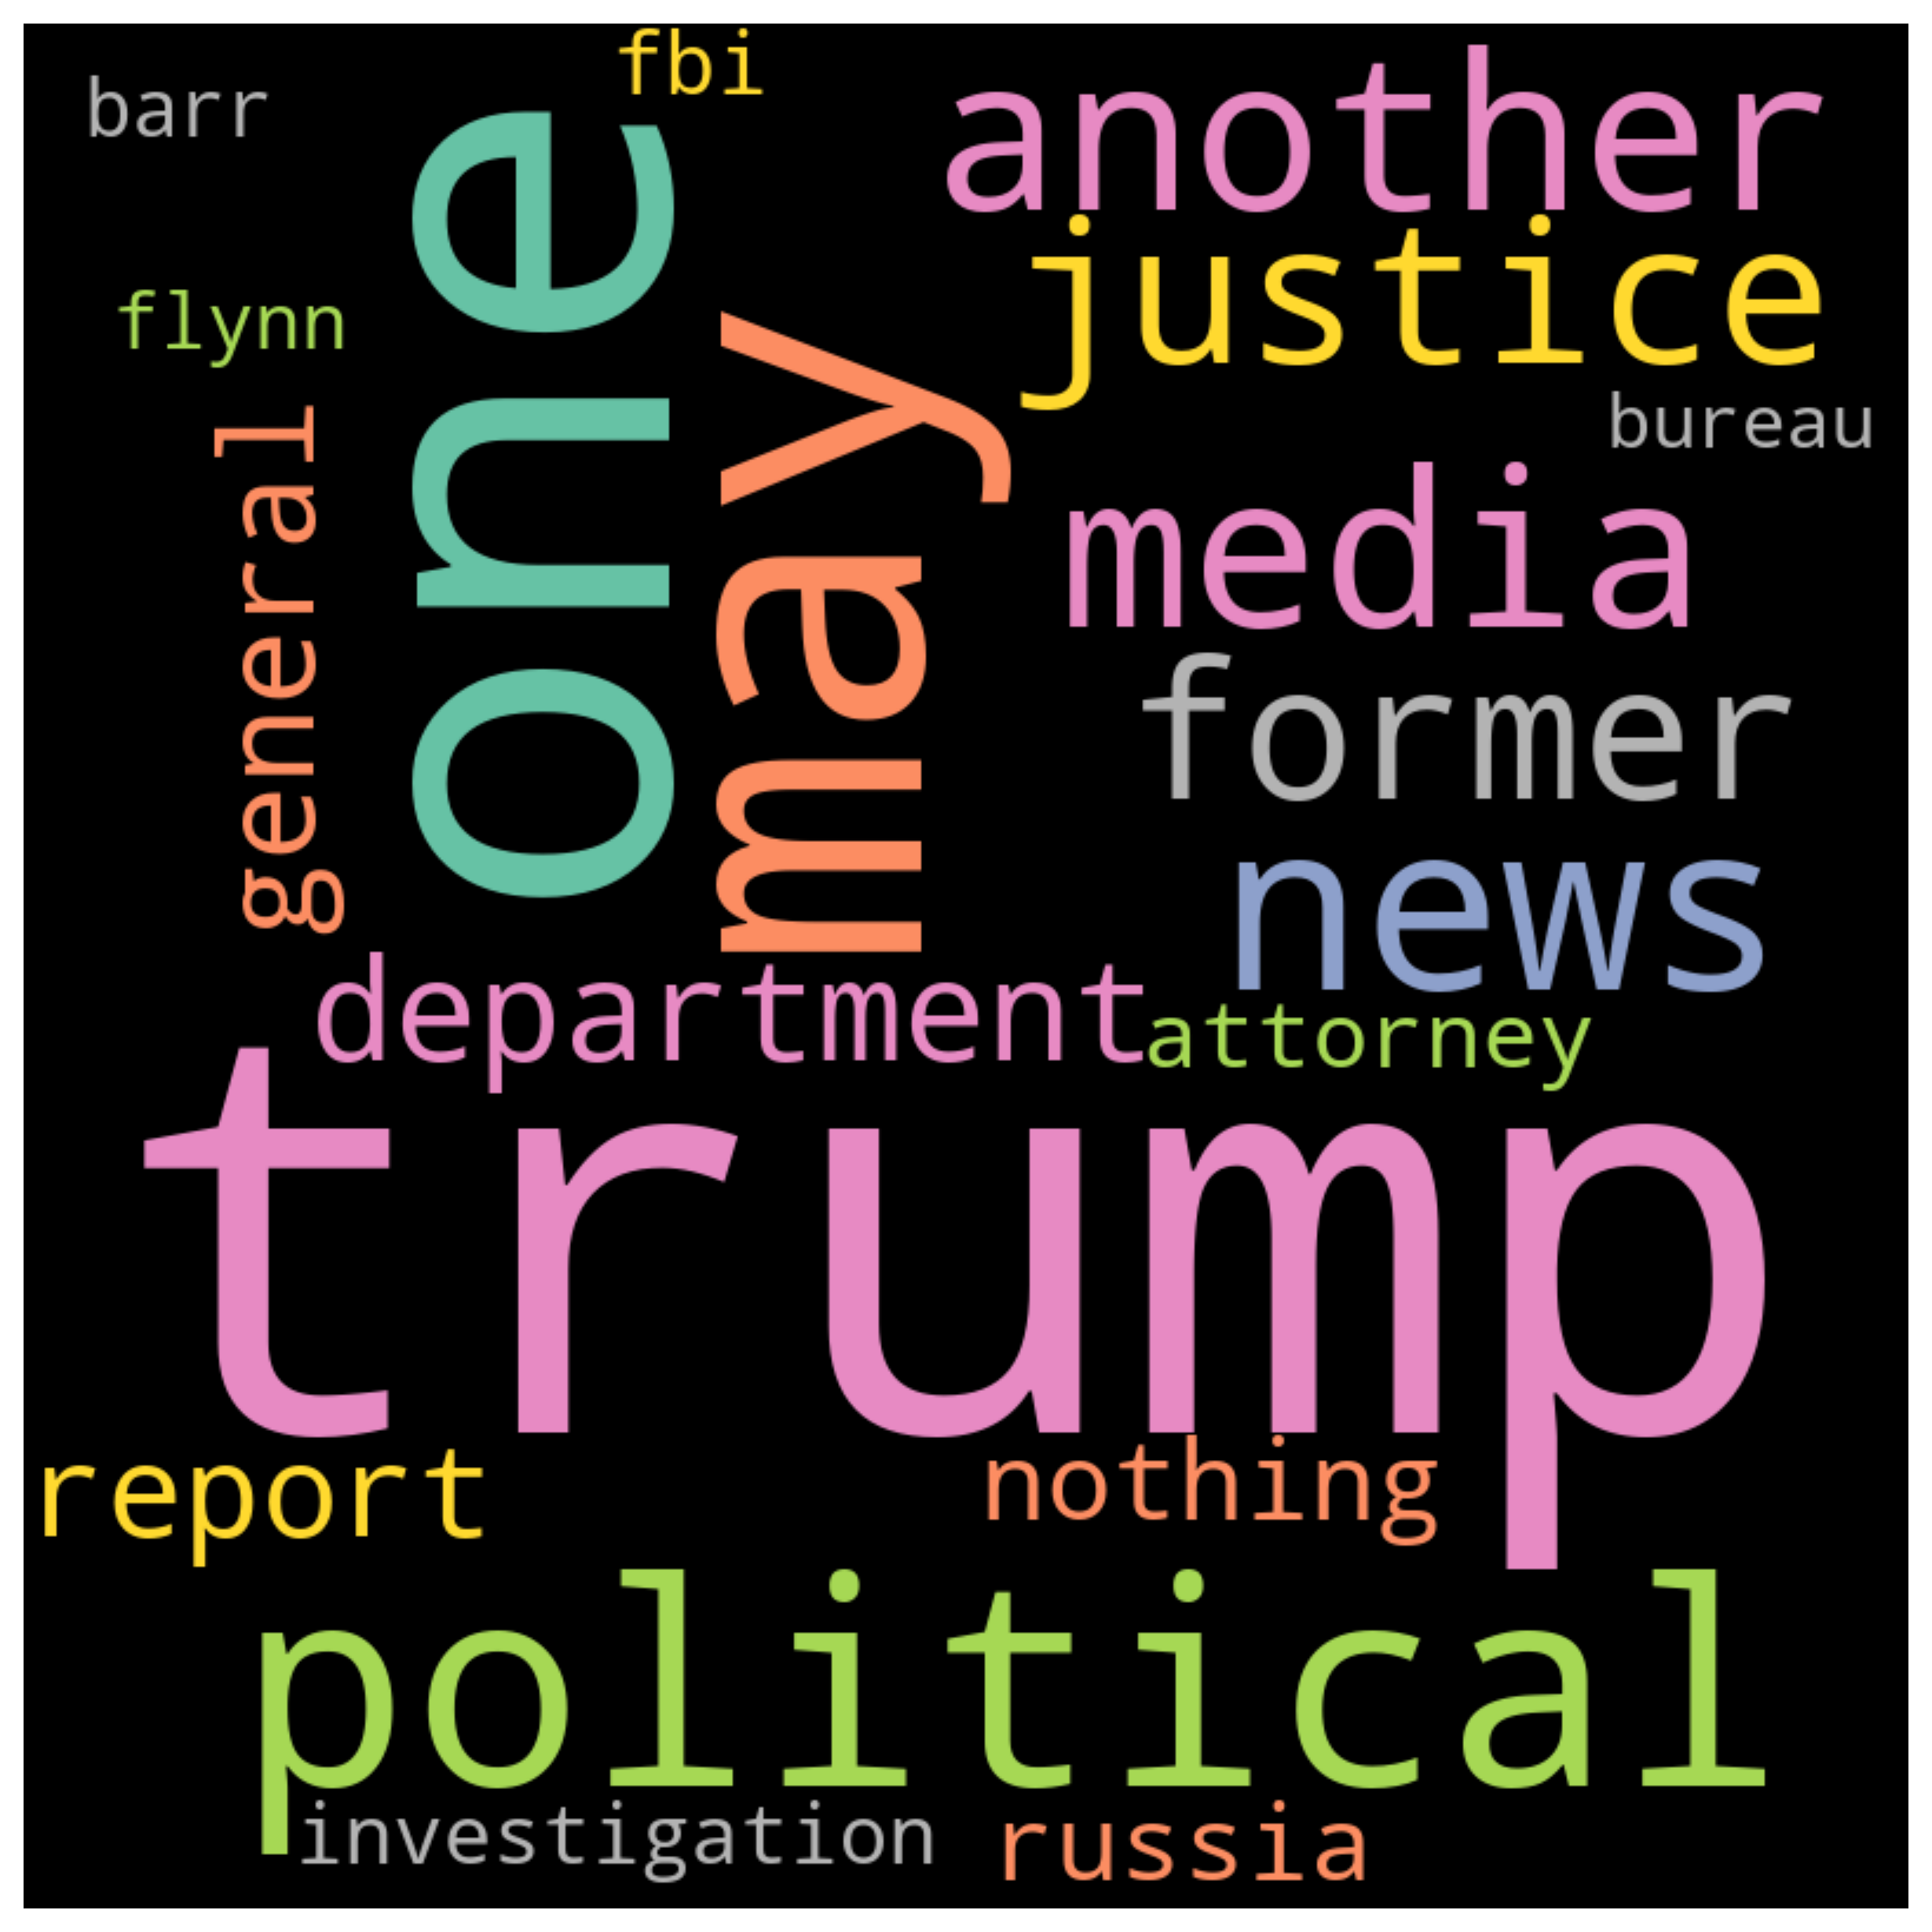 fbi
barr
another
one
justice
flynn
may
bureau
general
media
former
news
department
attorney
trump
report
nothing
political
investigation
russia